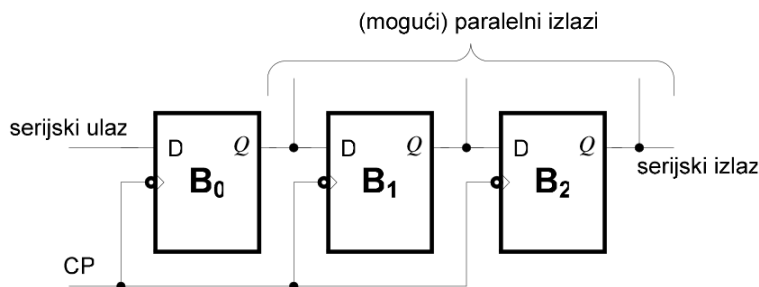 (mogući) paralelni izlazi
serijski ulaz
D Q D Q D Q
B0 B1 B2
serijski izlaz
CP